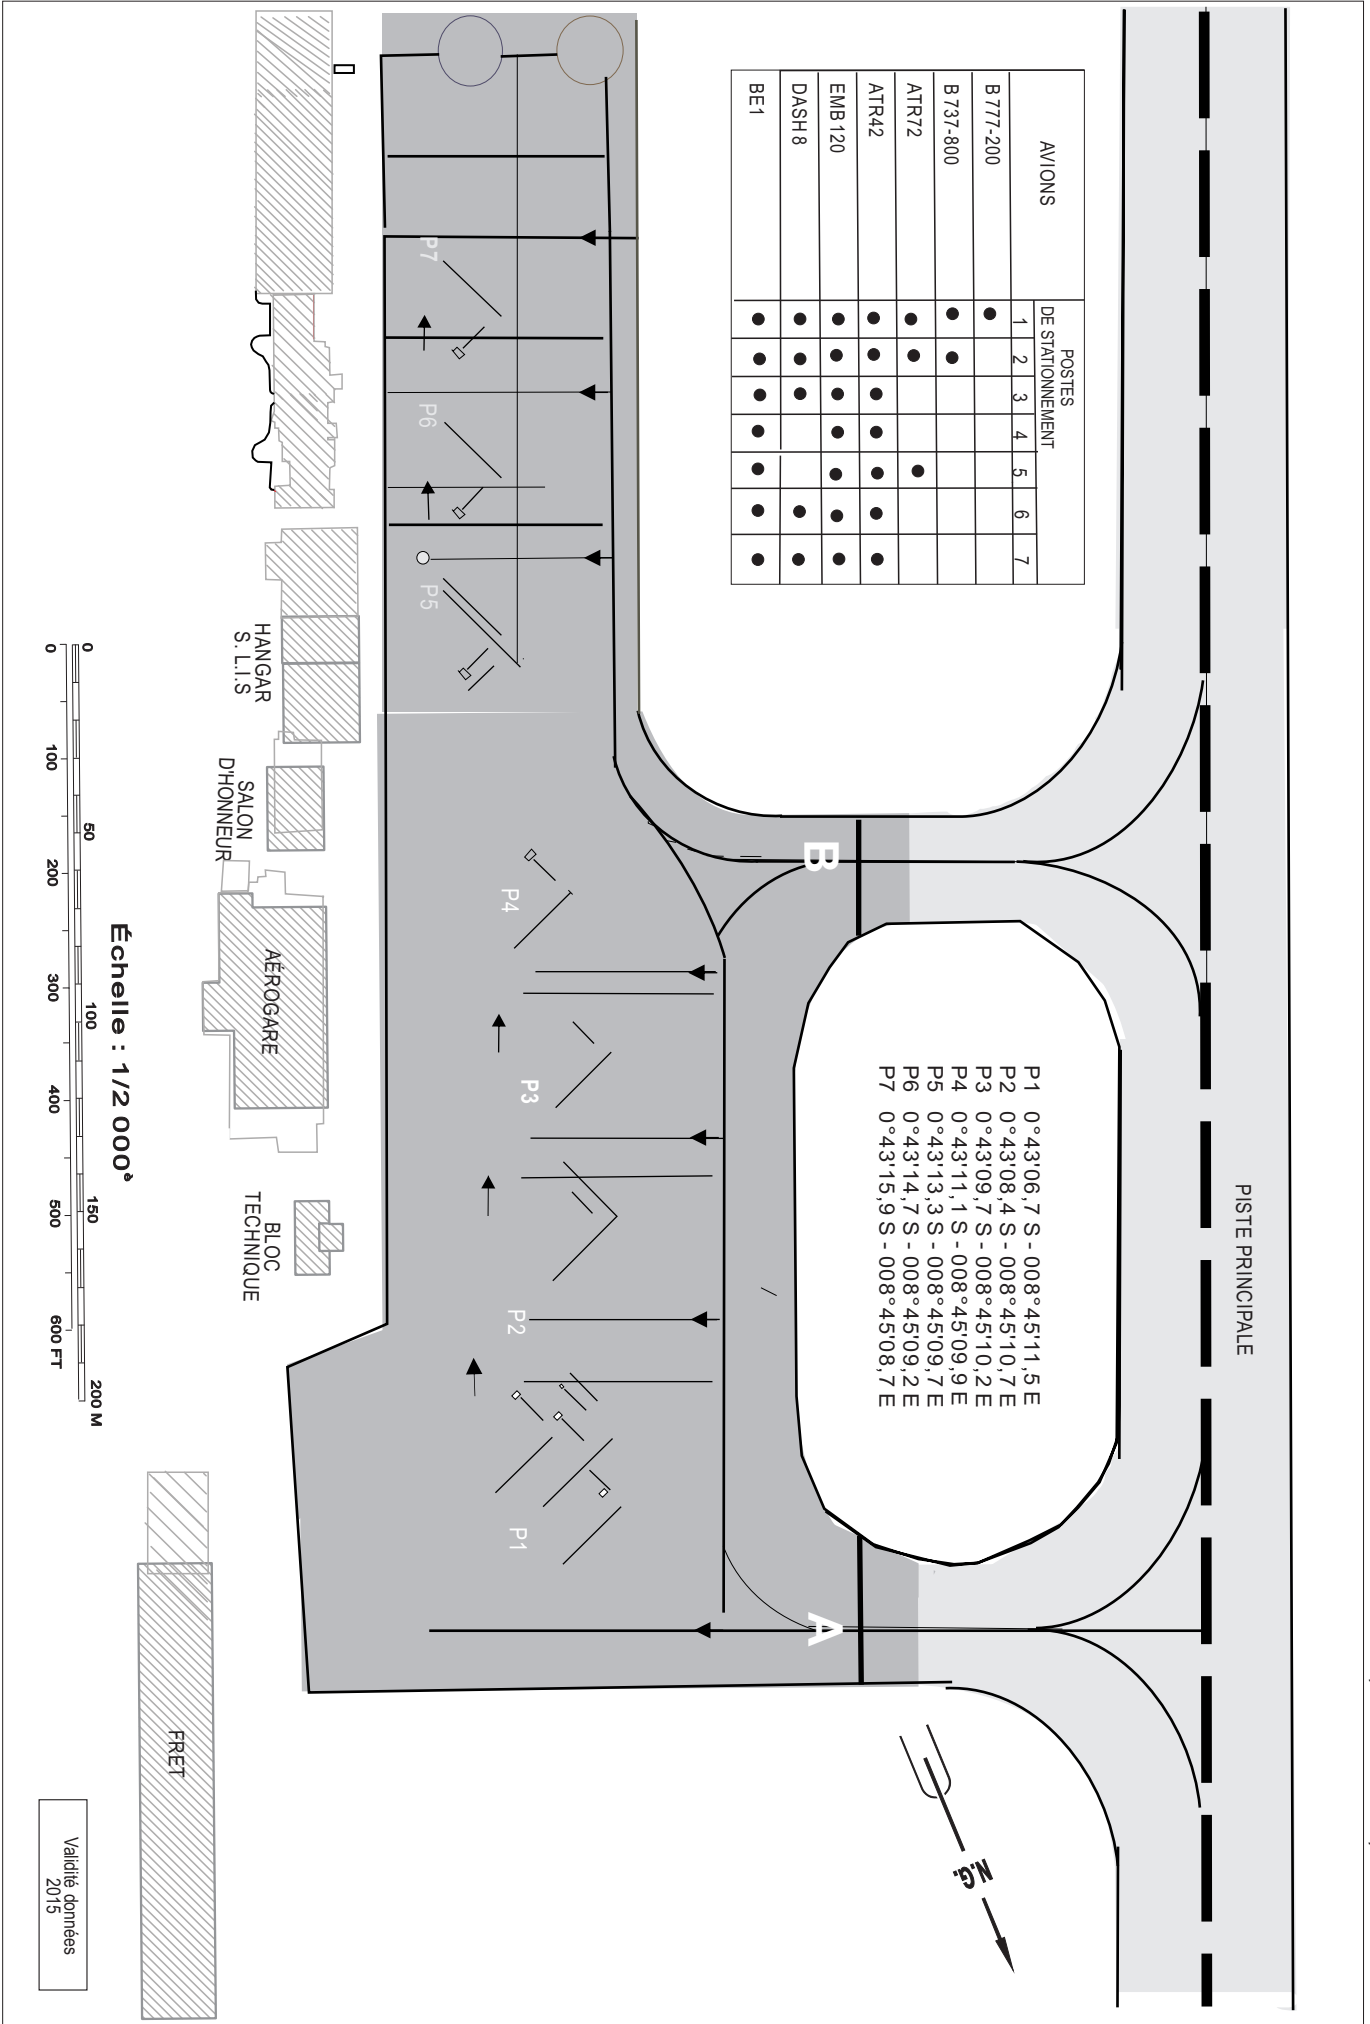 PISTE PRINCIPALE
AVIONS
POSTES
DE STATIONNEMENT
1 2 3 4 5 6 7
B 777-200 ●
B 737-800 ● ●
ATR72 ● ● ●
ATR42 ● ● ● ● ● ● ●
EMB 120 ● ● ● ● ● ● ●
DASH 8 ● ● ● ● ●
BE1 ● ● ● ● ● ● ●
P1 0°43'06,7 S - 008°45'11,5 E
P2 0°43'08,4 S - 008°45'10,7 E
P3 0°43'09,7 S - 008°45'10,2 E
P4 0°43'11,1 S - 008°45'09,9 E
P5 0°43'13,3 S - 008°45'09,7 E
P6 0°43'14,7 S - 008°45'09,2 E
P7 0°43'15,9 S - 008°45'08,7 E
N.G.
B
A
P7
P6
P5
P4
P3
P2
P1
HANGAR
S. L.I.S
SALON
D'HONNEUR
AÉROGARE
BLOC
TECHNIQUE
FRET
Échelle : 1/2 000è
0 50 100 150 200 M
0 100 200 300 400 500 600 FT
Validité données
2015